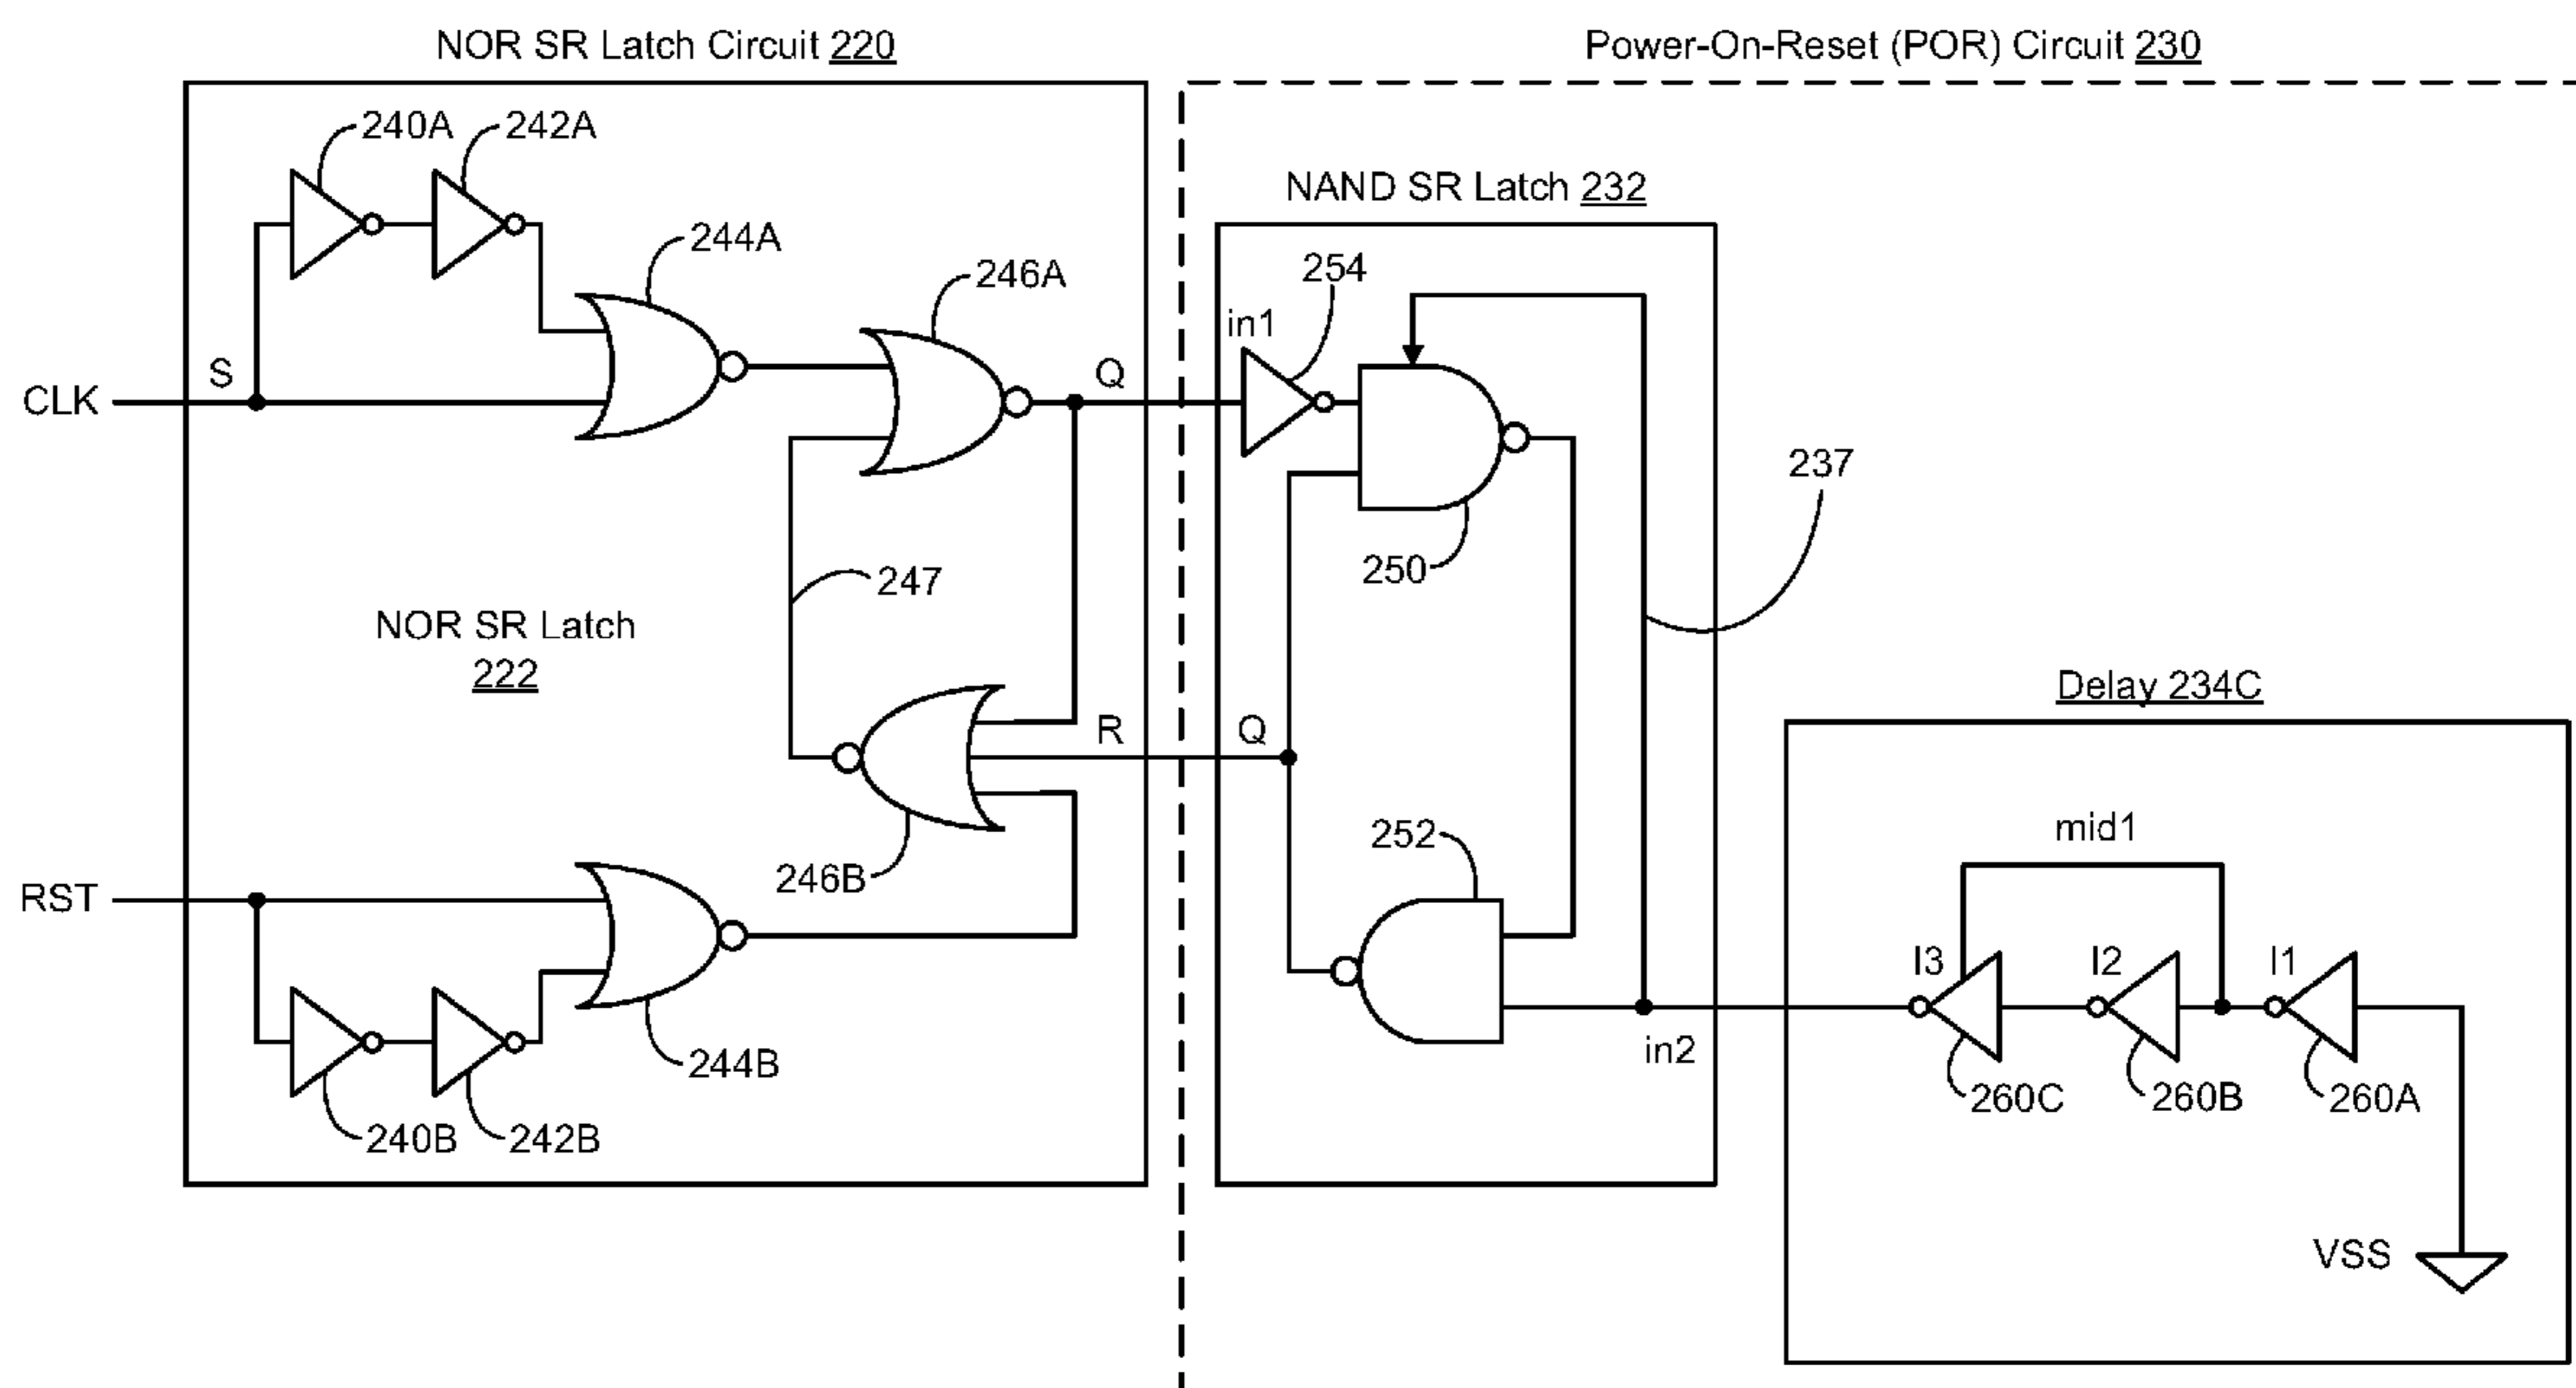 NOR SR Latch Circuit 220
Power-On-Reset (POR) Circuit 230
240A
242A
NAND SR Latch 232
244A
246A
254
in1
S
Q
CLK
237
250
247
NOR SR Latch
222
Delay 234C
R
Q
mid1
252
246B
RST
I3
I2
I1
in2
244B
260C
260B
260A
240B
242B
VSS